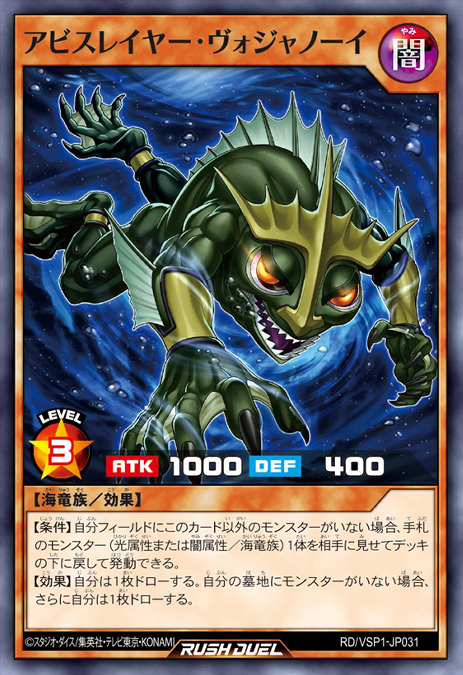 アビスレイヤー・ヴォジャノーイ
やみ
闇
LEVEL
3
ATK 1000 DEF 400
【海竜族/効果】
【条件】自分フィールドにこのカード以外のモンスターがいない場合、手札
のモンスター(光属性または闇属性/海竜族)1体を相手に見せてデッキ
の下に戻して発動できる。
【効果】自分は1枚ドローする。自分の墓地にモンスターがいない場合、
さらに自分は1枚ドローする。
©スタジオ・ダイス/集英社・テレビ東京・KONAMI
RUSH DUEL
RD/VSP1-JP031